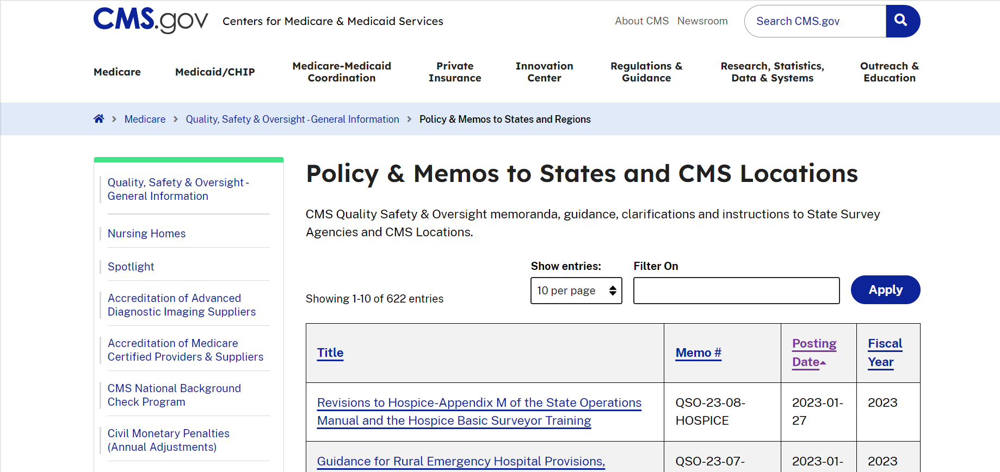 CMS.gov Centers for Medicare & Medicaid Services
About CMS Newsroom Search CMS.gov
Medicare
Medicaid/CHIP
Medicare-Medicaid
Coordination
Private
Insurance
Innovation
Center
Regulations &
Guidance
Research, Statistics,
Data & Systems
Outreach &
Education
Medicare Quality, Safety & Oversight - General Information Policy & Memos to States and Regions
Quality, Safety & Oversight -
General Information
Nursing Homes
Spotlight
Accreditation of Advanced
Diagnostic Imaging Suppliers
Accreditation of Medicare
Certified Providers & Suppliers
CMS National Background
Check Program
Civil Monetary Penalties
(Annual Adjustments)
Policy & Memos to States and CMS Locations
CMS Quality Safety & Oversight memoranda, guidance, clarifications and instructions to State Survey
Agencies and CMS Locations.
Showing 1-10 of 622 entries
Show entries:
10 per page
Filter On
Apply
Title
Memo #
Posting
Date
Fiscal
Year
Revisions to Hospice-Appendix M of the State Operations
Manual and the Hospice Basic Surveyor Training
QSO-23-08-
HOSPICE
2023-01-
27
2023
Guidance for Rural Emergency Hospital Provisions,
QSO-23-07-
2023-01-
2023